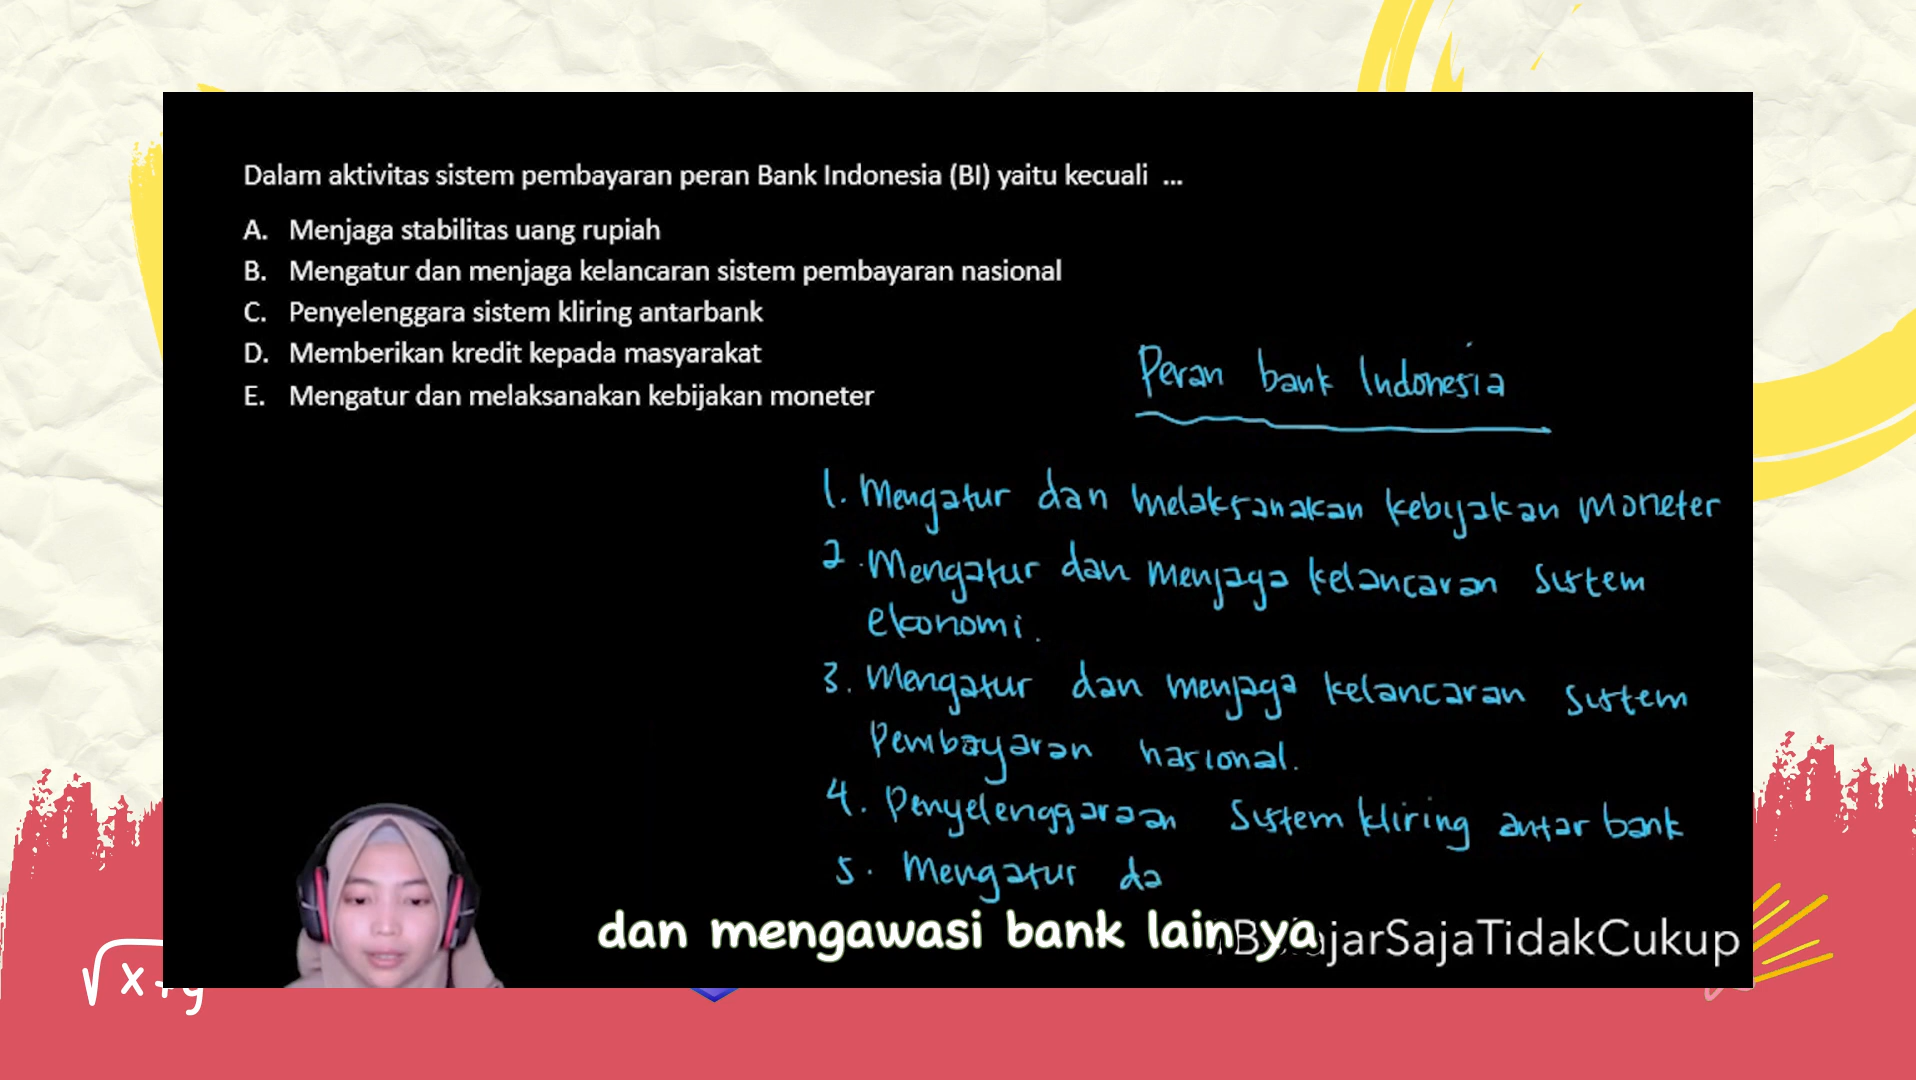 Dalam aktivitas sistem pembayaran peran Bank Indonesia (BI) yaitu kecuali ...
A. Menjaga stabilitas uang rupiah
B. Mengatur dan menjaga kelancaran sistem pembayaran nasional
C. Penyelenggara sistem kliring antarbank
D. Memberikan kredit kepada masyarakat
E. Mengatur dan melaksanakan kebijakan moneter
Peran bank Indonesia
1. Mengatur dan melaksanakan kebijakan moneter
2. Mengatur dan menjaga kelancaran sistem
ekonomi.
3. Mengatur dan menjaga kelancaran sistem
Pembayaran nasional.
4. Penyelenggaraan Sistem kliring antar bank
5. Mengatur da
dan mengawasi bank lainnya
√x+y